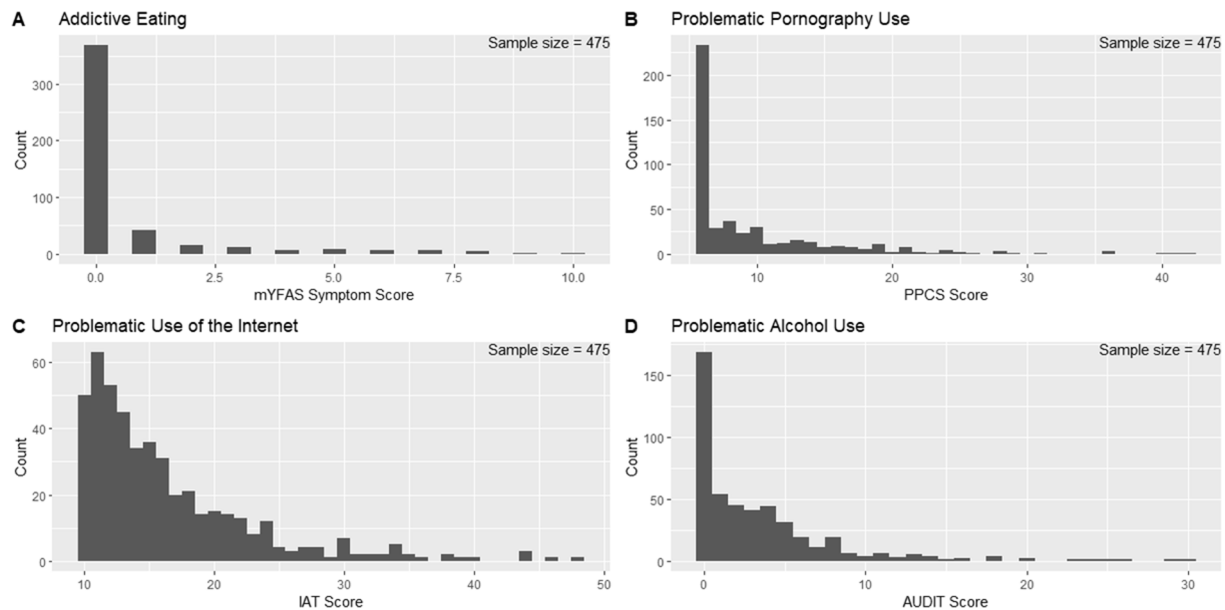 A Addictive Eating
Sample size = 475
Count
300
200
100
0
0.0 2.5 5.0 7.5 10.0
mYFAS Symptom Score
B Problematic Pornography Use
Sample size = 475
Count
200
150
100
50
0
10 20 30 40
PPCS Score
C Problematic Use of the Internet
Sample size = 475
Count
60
40
20
0
10 20 30 40 50
IAT Score
D Problematic Alcohol Use
Sample size = 475
Count
150
100
50
0
0 10 20 30
AUDIT Score